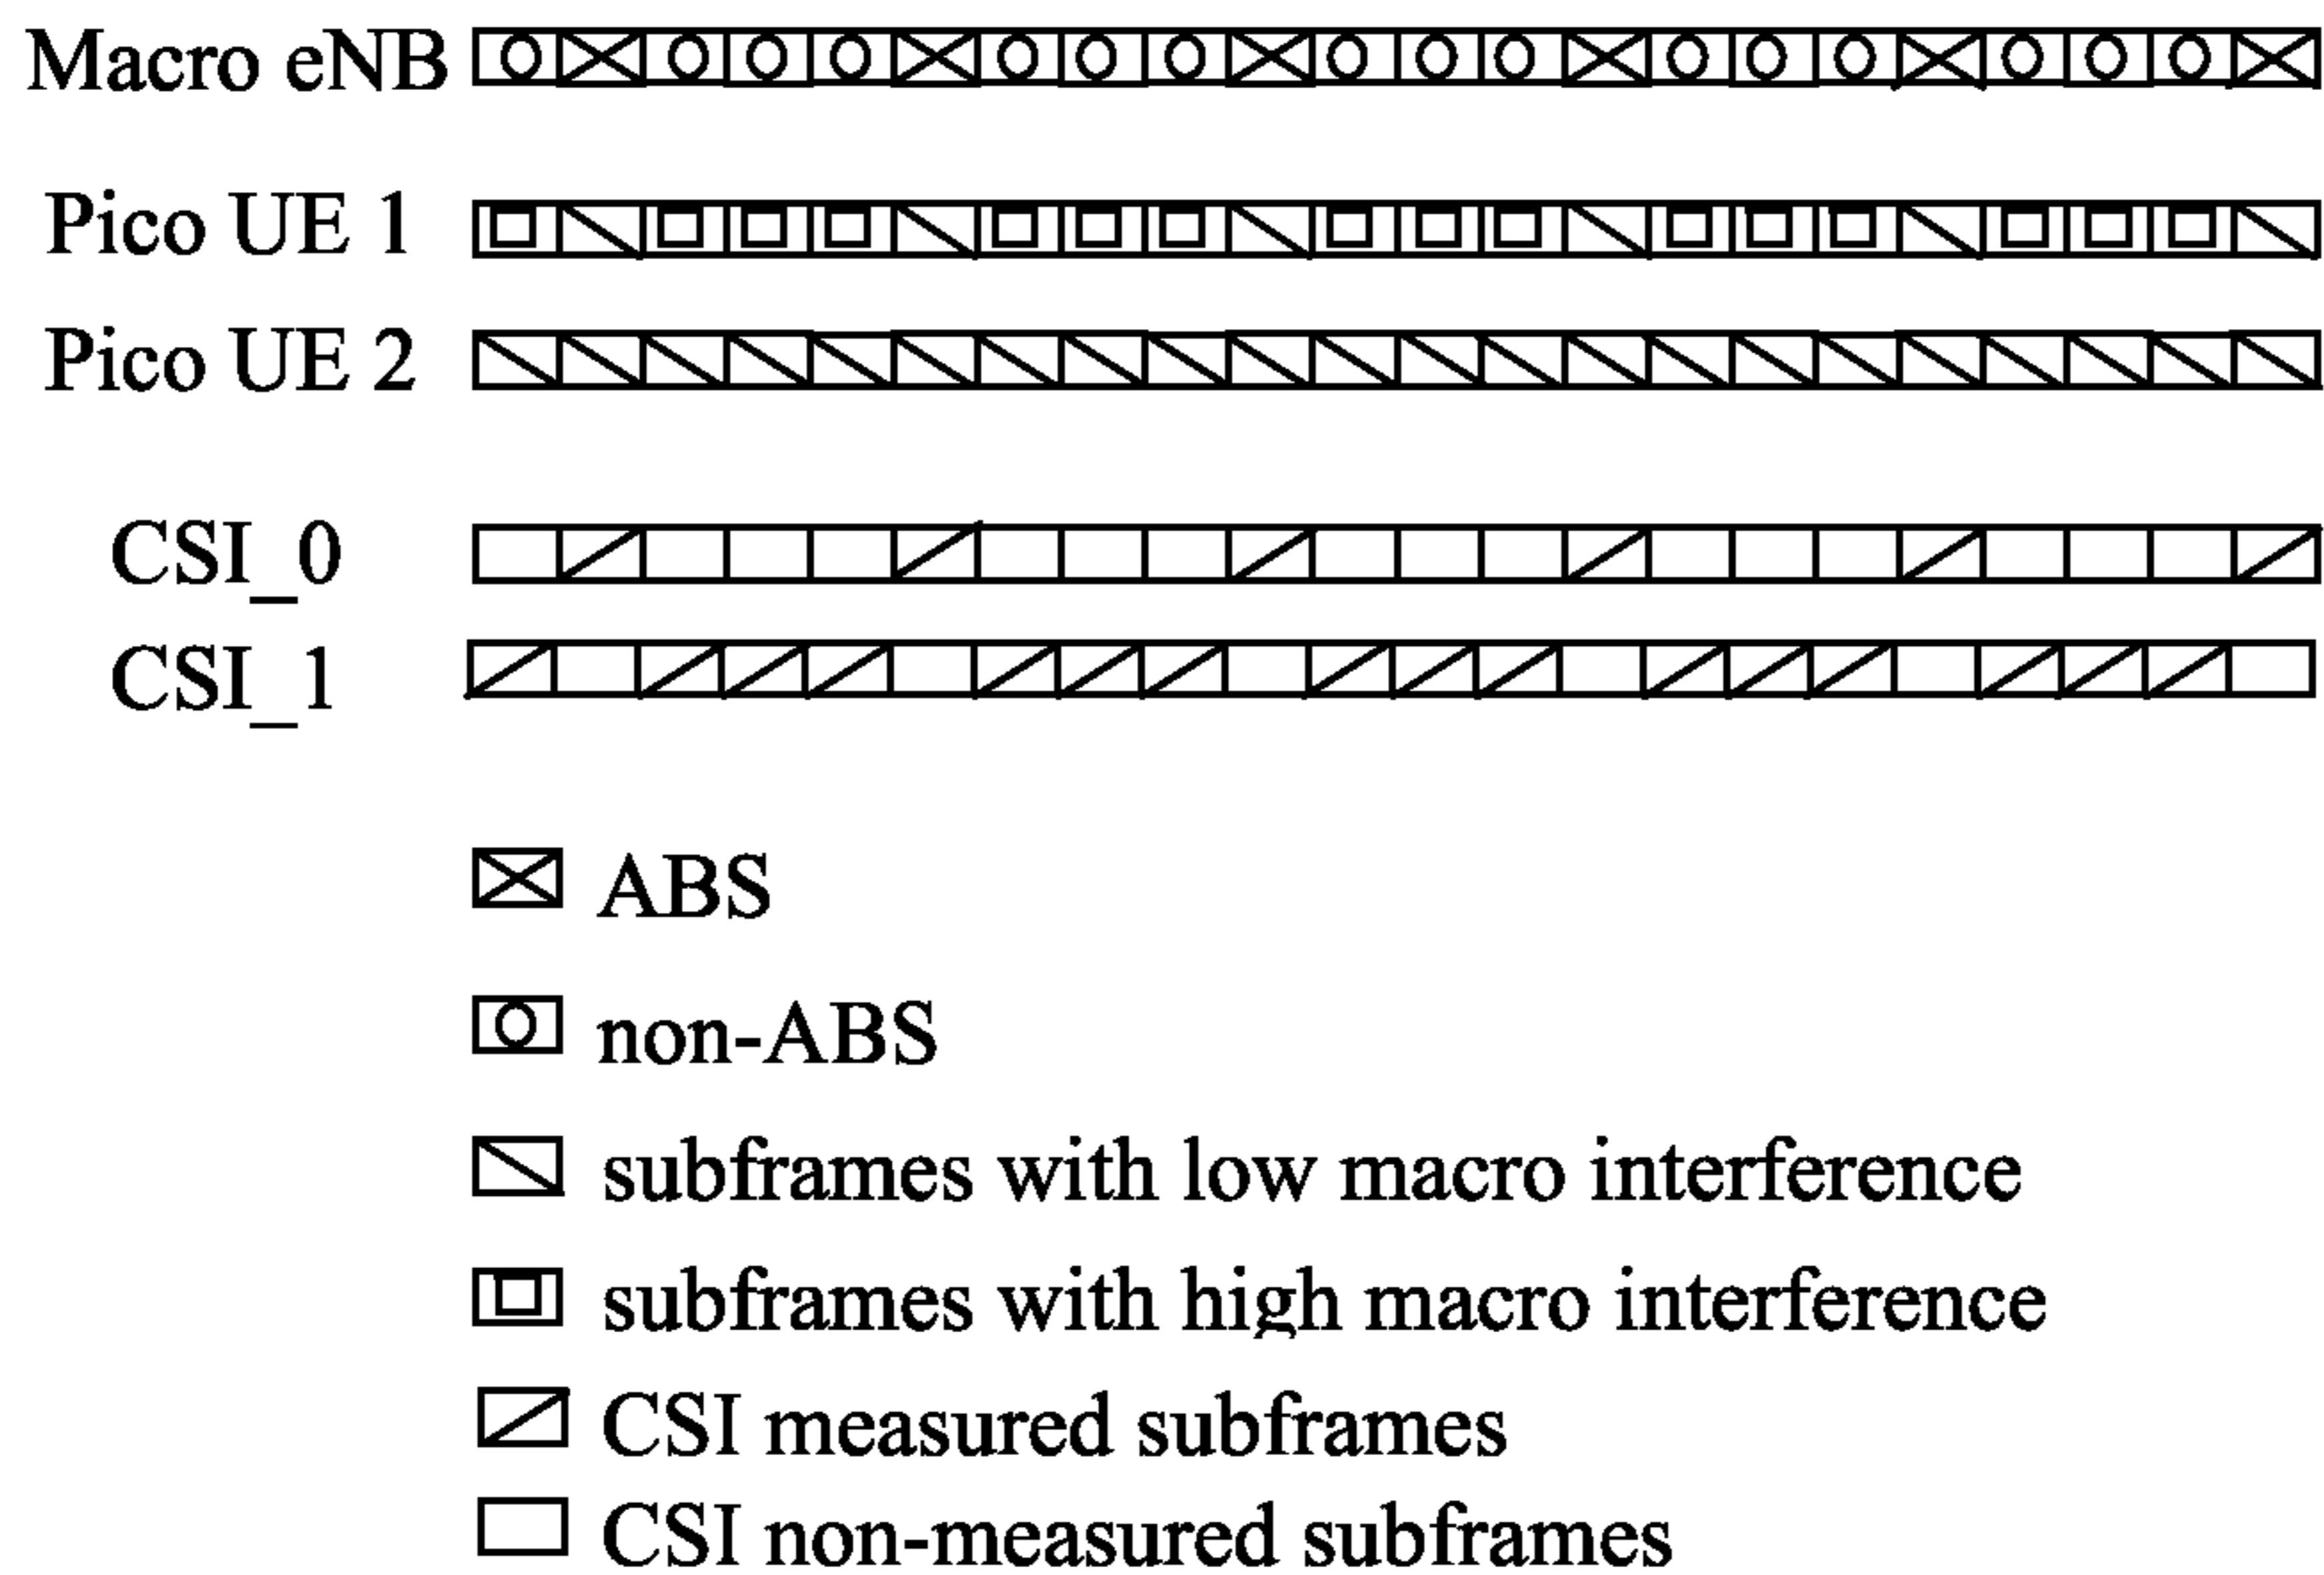 Macro eNB
Pico UE 1
Pico UE 2
CSI_0
CSI_1
ABS
non-ABS
subframes with low macro interference
subframes with high macro interference
CSI measured subframes
CSI non-measured subframes